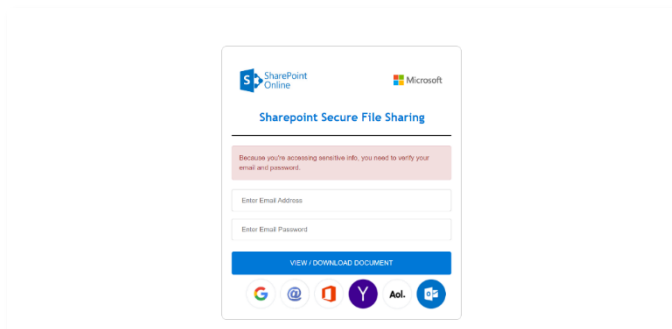 S SharePoint
Online
Microsoft
Sharepoint Secure File Sharing
Because you're accessing sensitive info, you need to verify your
email and password.
Enter Email Address
Enter Email Password
VIEW / DOWNLOAD DOCUMENT
G @ Y Aol. o